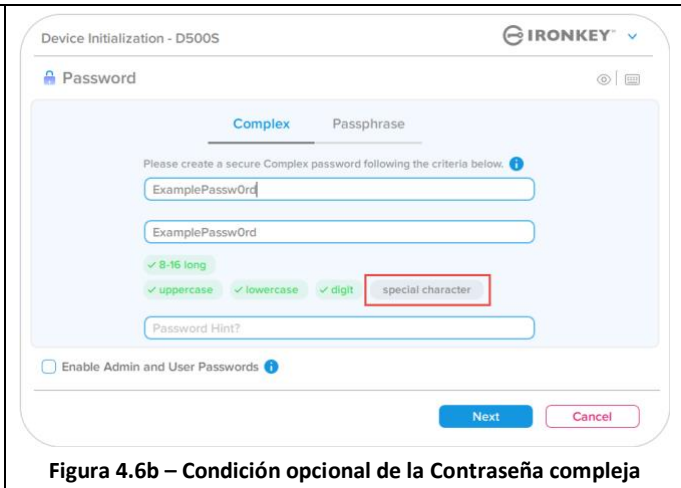 Device Initialization - D500S
IRONKEY
Password
Complex Passphrase
Please create a secure Complex password following the criteria below.
ExamplePassw0rd
ExamplePassw0rd
✓ 8-16 long
✓ uppercase ✓ lowercase ✓ digit special character
Password Hint?
Enable Admin and User Passwords
Next Cancel
Figura 4.6b – Condición opcional de la Contraseña compleja